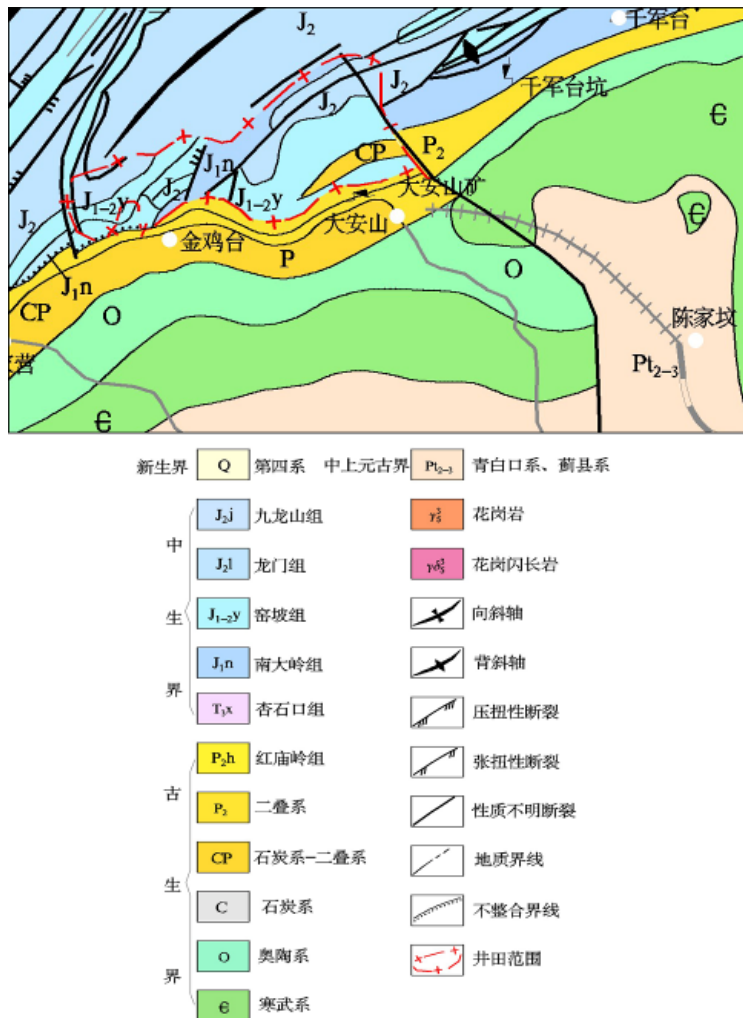 J₂
千军台
J₂
千军台坑
J₂
Є
P₂
CP
J₁n
J₂
大安山矿
J₁₋₂y
J₁₋₂y
J₂
大安山
Є
金鸡台
P
O
J₁n
陈家坟
CP
O
营
Pt₂₋₃
Є
新生界 Q 第四系 中上元古界 Pt₂₋₃ 青白口系、蓟县系
J₂j 九龙山组 花岗岩
中 J₂l 龙门组 花岗闪长岩
生 J₁₋₂y 窑坡组 向斜轴
界 J₁n 南大岭组 背斜轴
T₃x 杏石口组 压扭性断裂
P₂h 红庙岭组 张扭性断裂
古 P₂ 二叠系 性质不明断裂
CP 石炭系-二叠系 地质界线
生 C 石炭系 不整合界线
界 O 奥陶系 井田范围
Є 寒武系